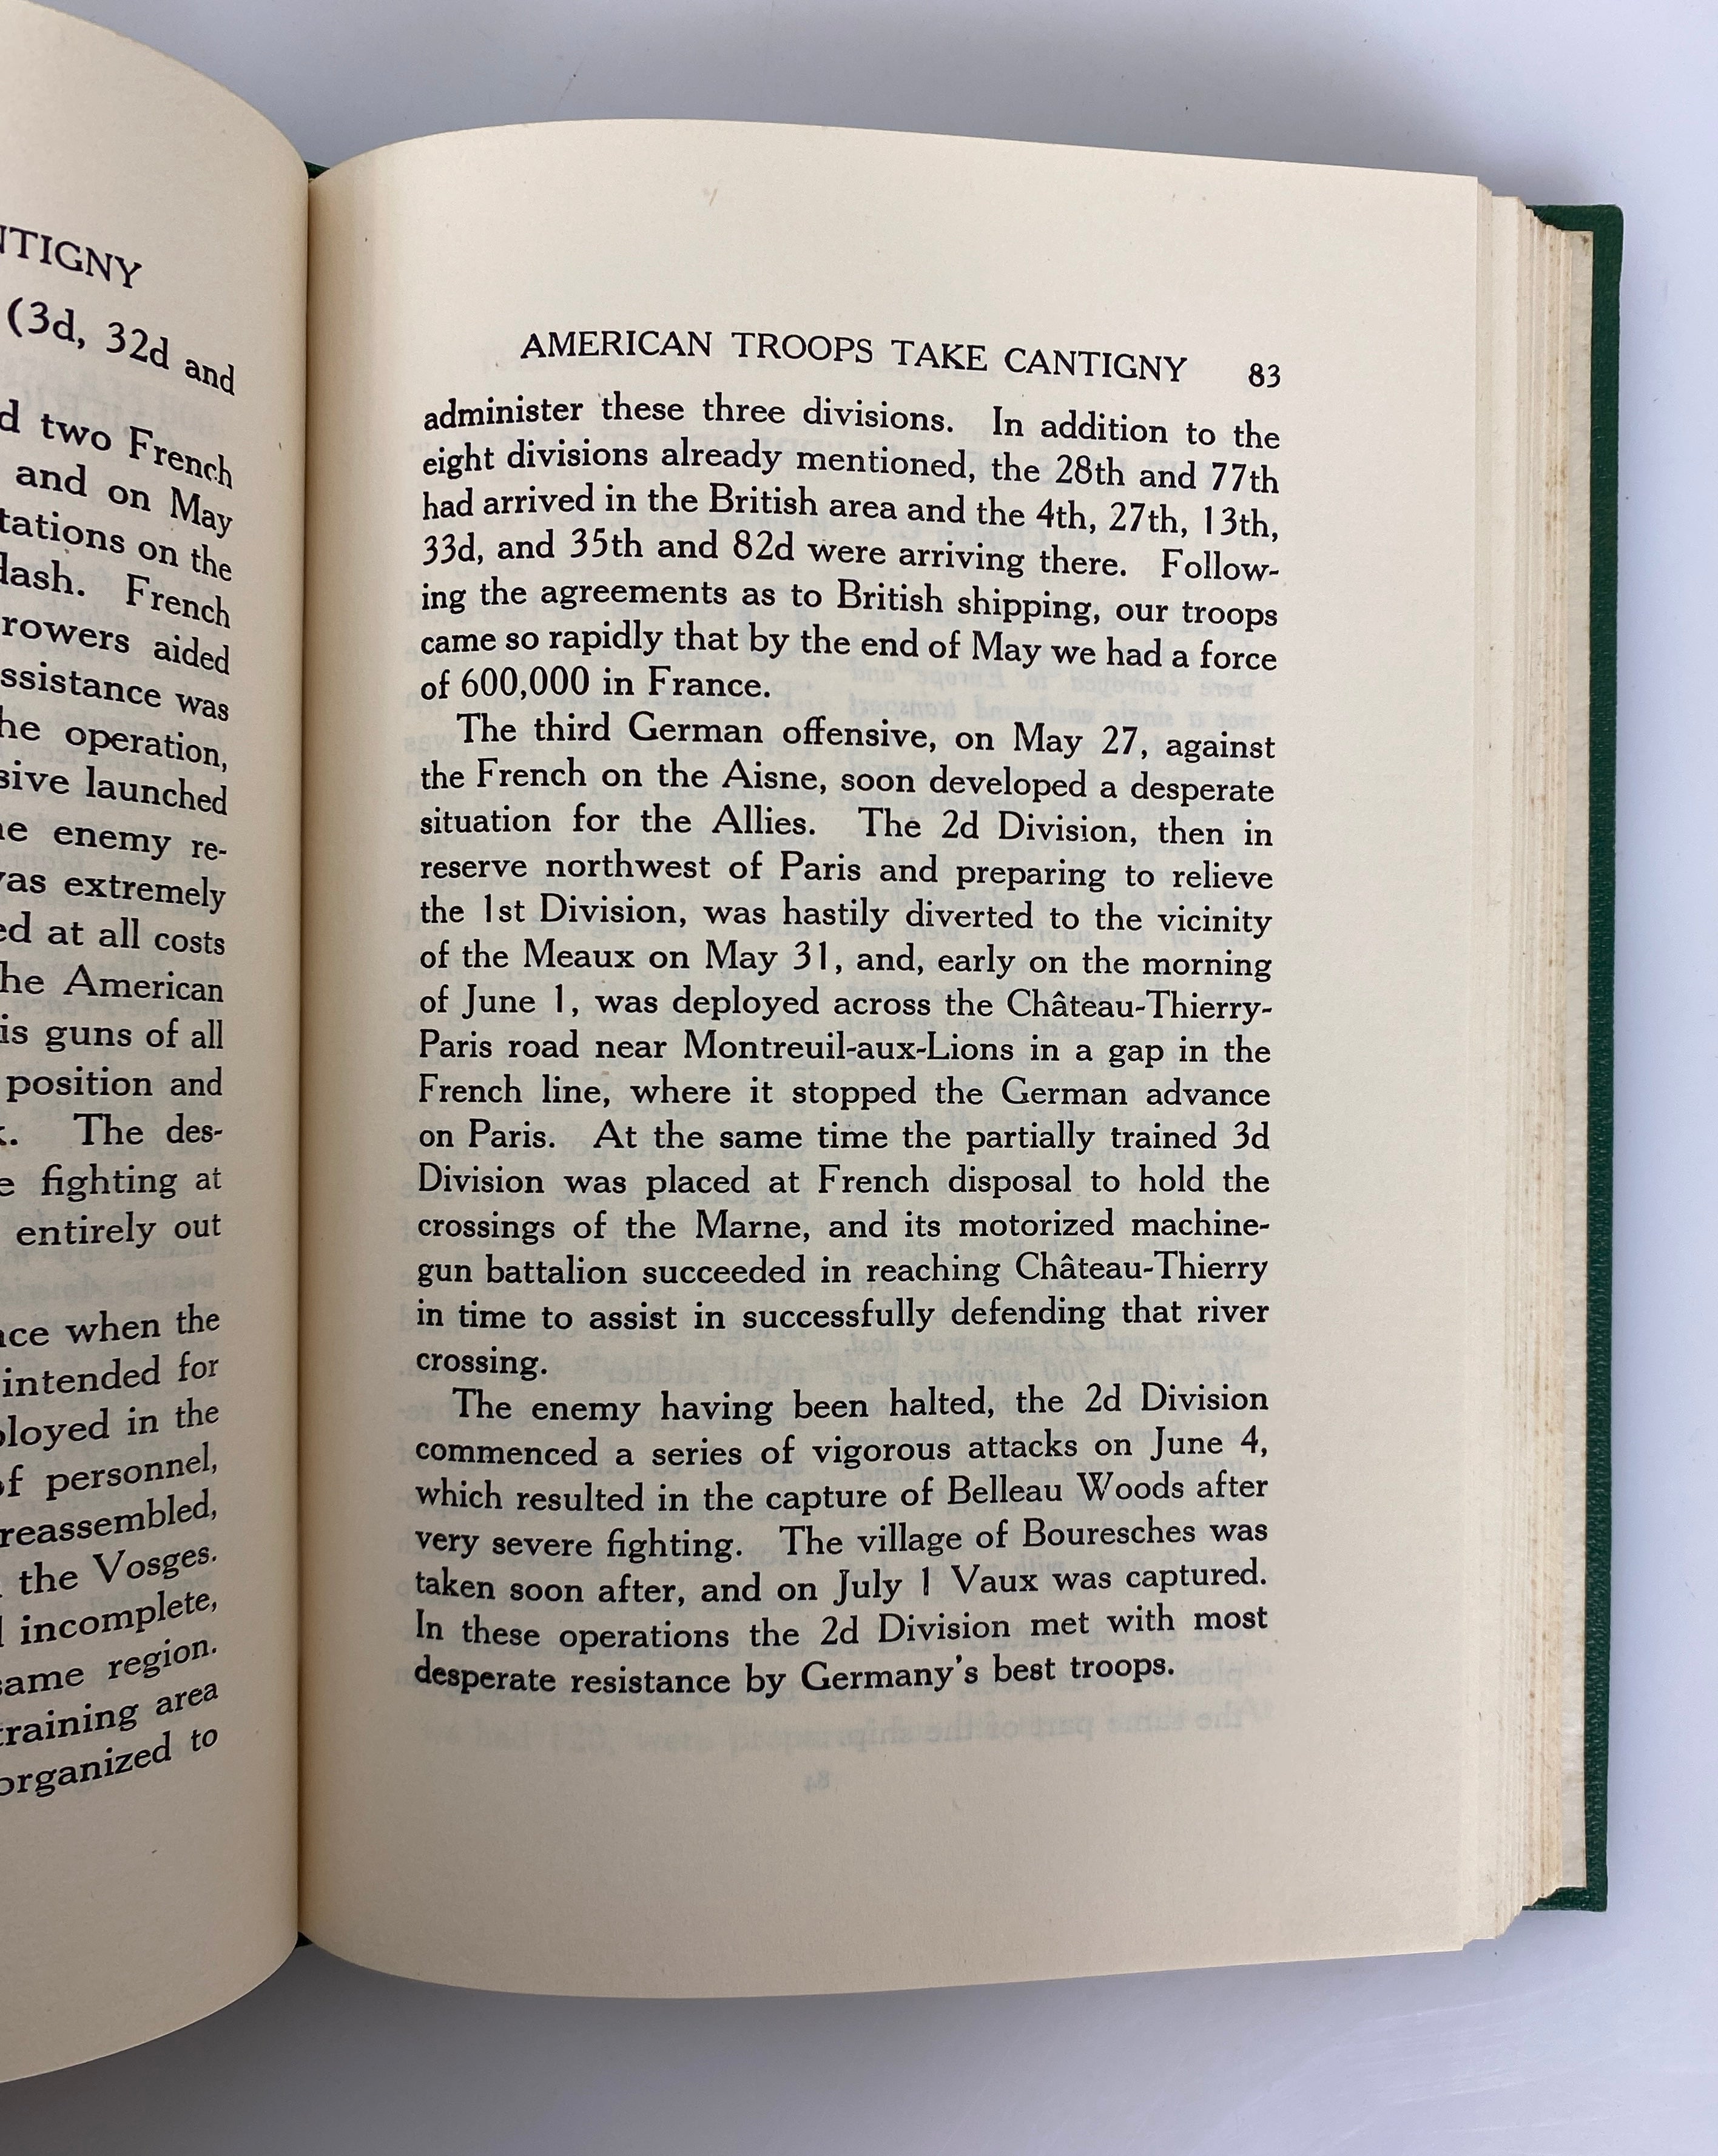 NTIGNY
(3d, 32d and
d two French
and on May
tations on the
dash. French
rowers aided
ssistance was
he operation,
sive launched
ne enemy re-
vas extremely
ed at all costs
he American
is guns of all
position and
k. The des-
e fighting at
entirely out
nce when the
intended for
ployed in the
of personnel,
reassembled,
the Vosges.
d incomplete,
same region.
training area
organized to
AMERICAN TROOPS TAKE CANTIGNY 83
administer these three divisions. In addition to the
eight divisions already mentioned, the 28th and 77th
had arrived in the British area and the 4th, 27th, 13th,
33d, and 35th and 82d were arriving there. Follow-
ing the agreements as to British shipping, our troops
came so rapidly that by the end of May we had a force
of 600,000 in France.
The third German offensive, on May 27, against
the French on the Aisne, soon developed a desperate
situation for the Allies. The 2d Division, then in
reserve northwest of Paris and preparing to relieve
the 1st Division, was hastily diverted to the vicinity
of the Meaux on May 31, and, early on the morning
of June 1, was deployed across the Château-Thierry-
Paris road near Montreuil-aux-Lions in a gap in the
French line, where it stopped the German advance
on Paris. At the same time the partially trained 3d
Division was placed at French disposal to hold the
crossings of the Marne, and its motorized machine-
gun battalion succeeded in reaching Château-Thierry
in time to assist in successfully defending that river
crossing.
The enemy having been halted, the 2d Division
commenced a series of vigorous attacks on June 4,
which resulted in the capture of Belleau Woods after
very severe fighting. The village of Bouresches was
taken soon after, and on July 1 Vaux was captured.
In these operations the 2d Division met with most
desperate resistance by Germany's best troops.